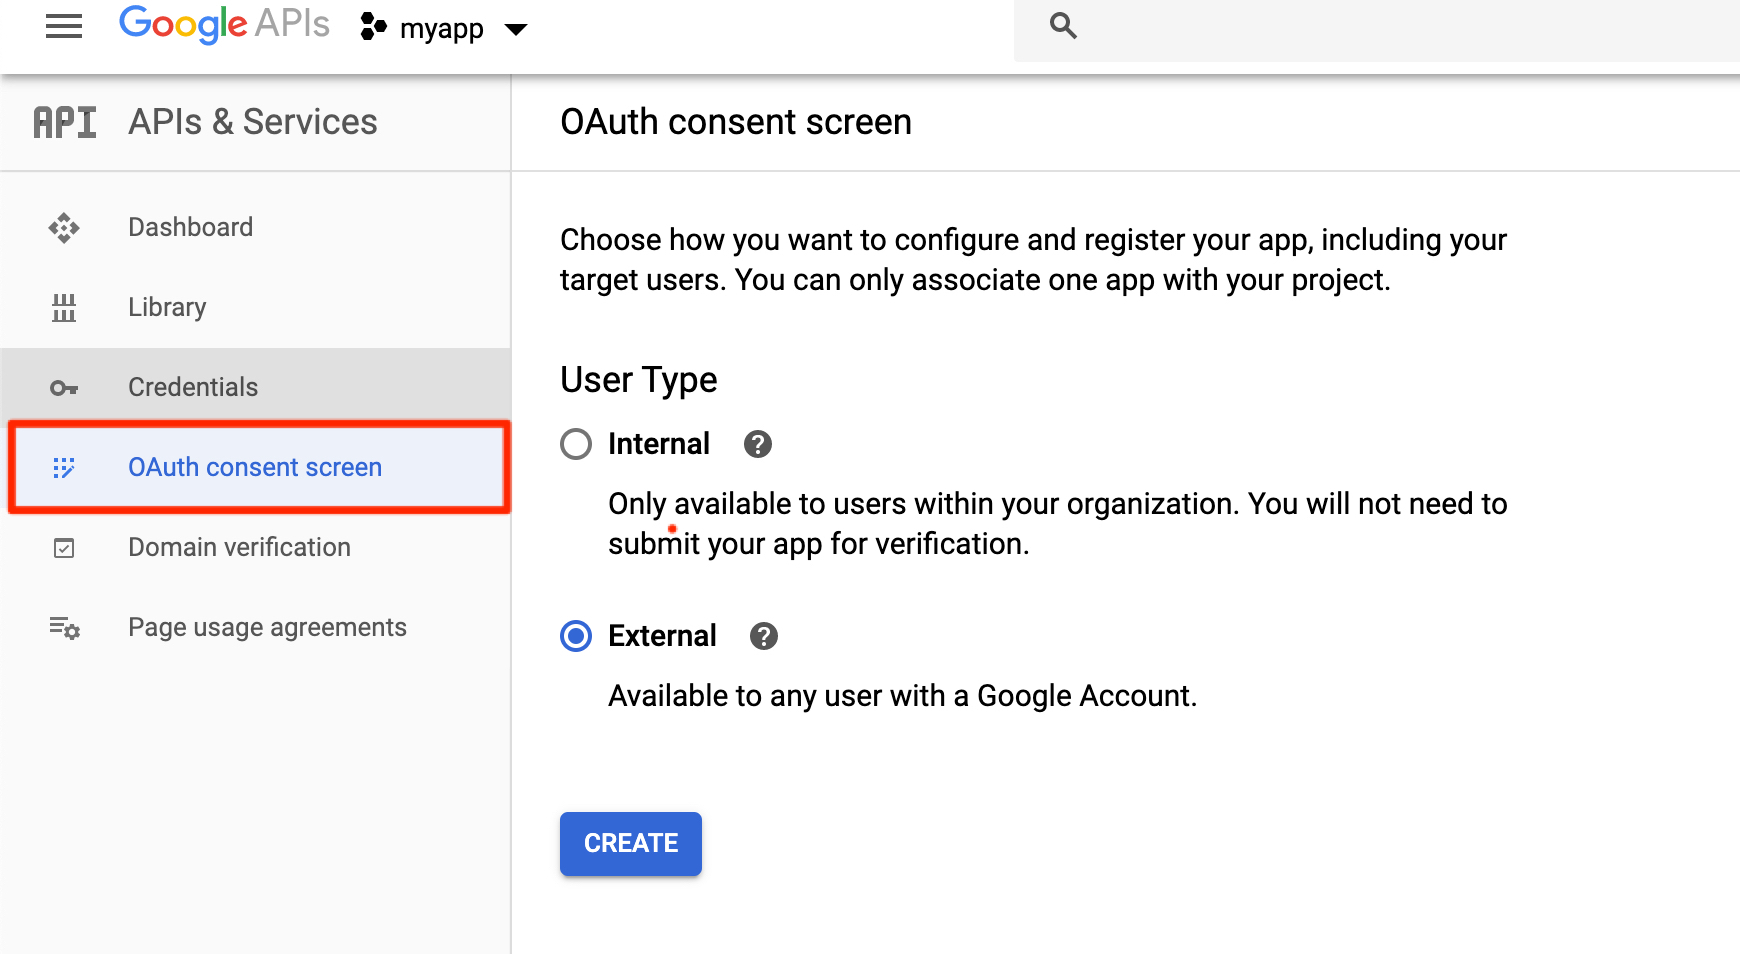 Google APIs
myapp
API APIs & Services
OAuth consent screen
Dashboard
Library
Credentials
OAuth consent screen
Domain verification
Page usage agreements
Choose how you want to configure and register your app, including your
target users. You can only associate one app with your project.
User Type
Internal
Only available to users within your organization. You will not need to
submit your app for verification.
External
Available to any user with a Google Account.
CREATE